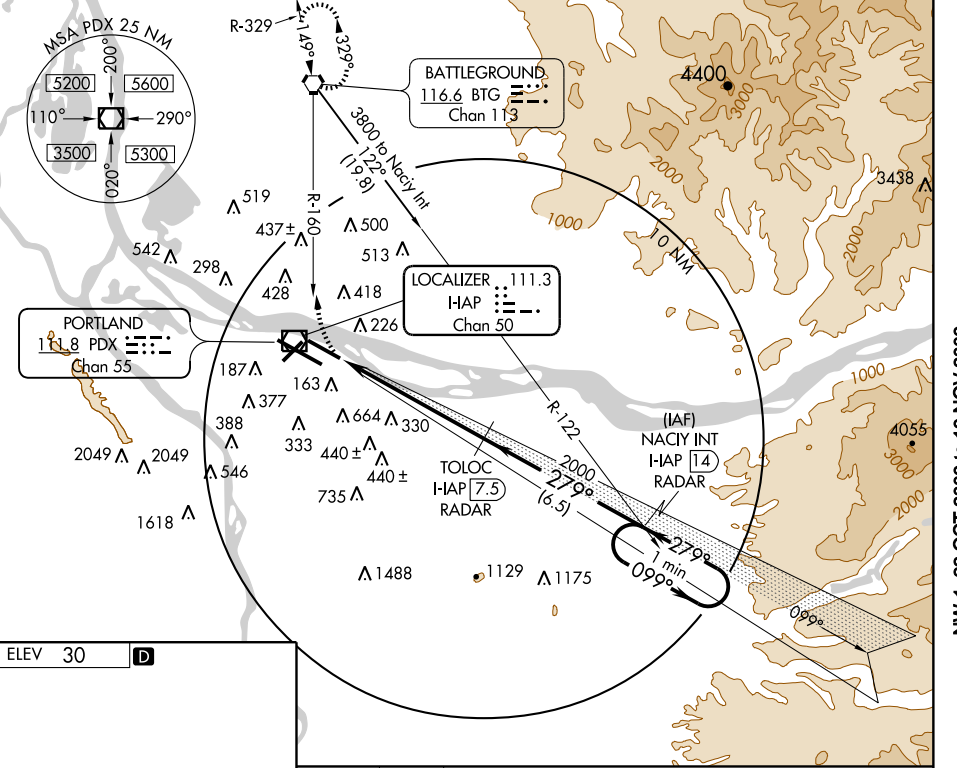 MSA PDX 25 NM
200°
5200
5600
110°
290°
3500
5300
020°
R-329
149°
329°
BATTLEGROUND
116.6 BTG
Chan 113
3800 to Naciy Int
122°
(19.8)
R-160
4400
3000
2000
1000
3438
2000
10 NM
519
437±
500
513
542
298
428
418
226
LOCALIZER 111.3
I-IAP
Chan 50
PORTLAND
111.8 PDX
Chan 55
187
163
377
664
330
388
333
440±
440±
2049
2049
546
735
1618
R-122
(IAF)
NACIY INT
I-IAP 14
RADAR
TOLOC
I-IAP 7.5
RADAR
2000
279°
(6.5)
279°
1 min
099°
099°
1000
4055
3000
2000
1488
1129
1175
ELEV 30
D